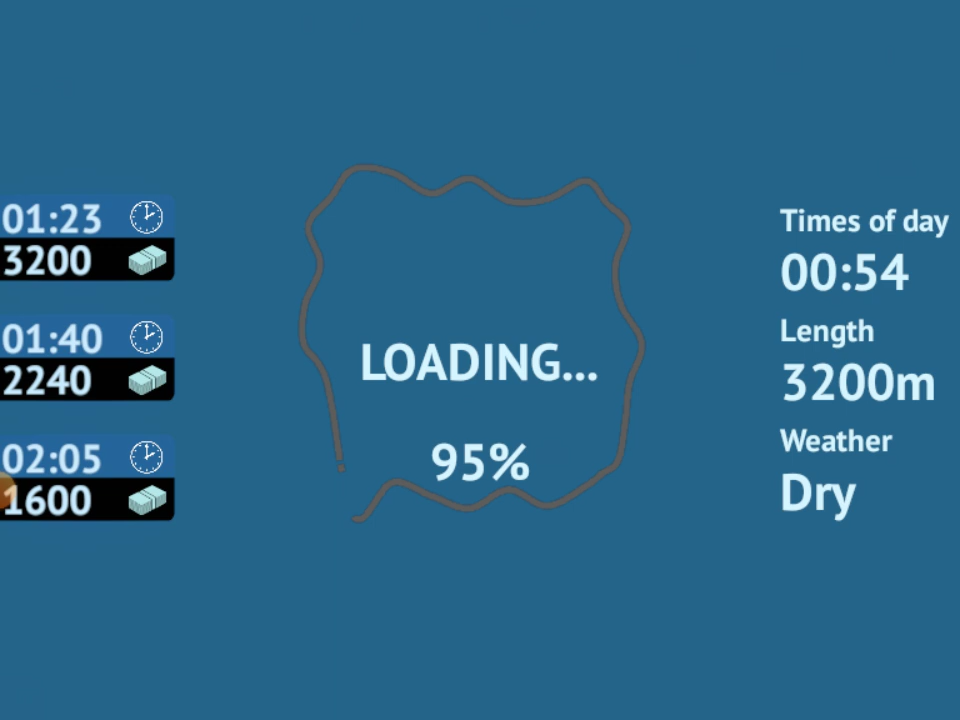 01:23
3200
01:40
2240
02:05
1600
LOADING...
95%
Times of day
00:54
Length
3200m
Weather
Dry